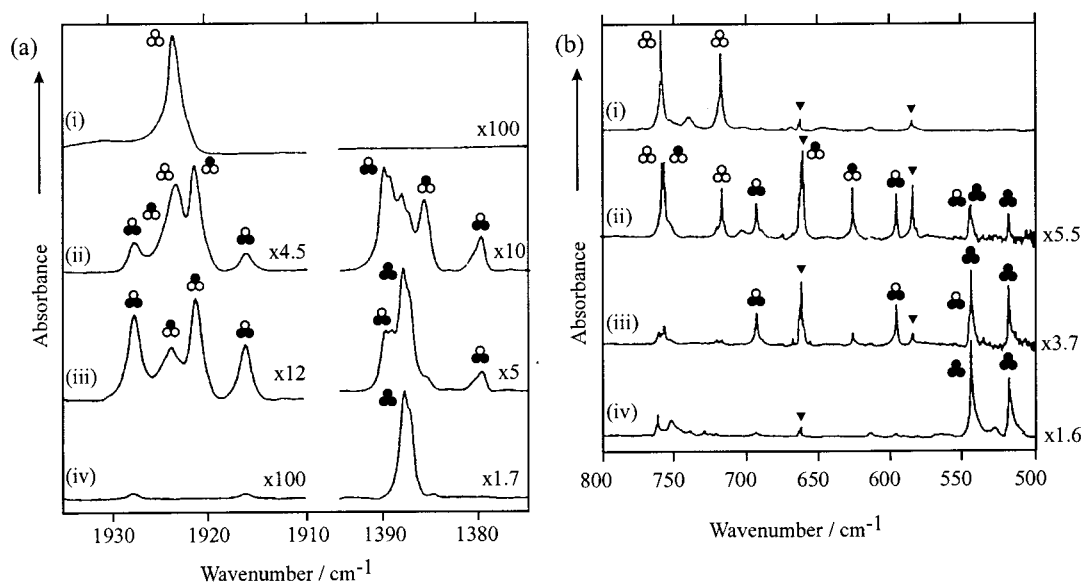 (a)
Absorbance
(i)
x100
(ii)
x4.5
x10
(iii)
x12
x5
(iv)
x100
x1.7
1930
1920
1910
1390
1380
Wavenumber / cm-1
(b)
Absorbance
(i)
(ii)
x5.5
(iii)
x3.7
(iv)
x1.6
800
750
700
650
600
550
500
Wavenumber / cm-1